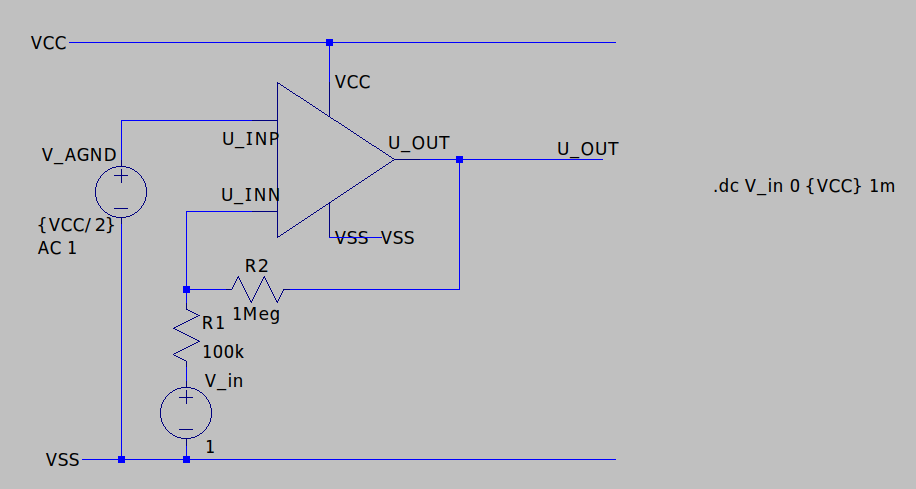 VCC
VCC
U_INP
U_OUT
U_OUT
V_AGND
.dc V_in 0 {VCC} 1m
U_INN
{VCC/2}
AC 1
VSS
VSS
R2
1Meg
R1
100k
V_in
1
VSS